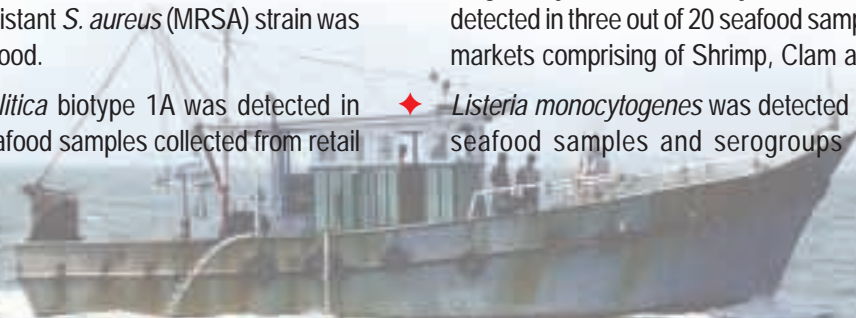 istant S. aureus (MRSA) strain was
ood.
litica biotype 1A was detected in
afood samples collected from retail
detected in three out of 20 seafood samp
markets comprising of Shrimp, Clam a
Listeria monocytogenes was detected
seafood samples and serogroups